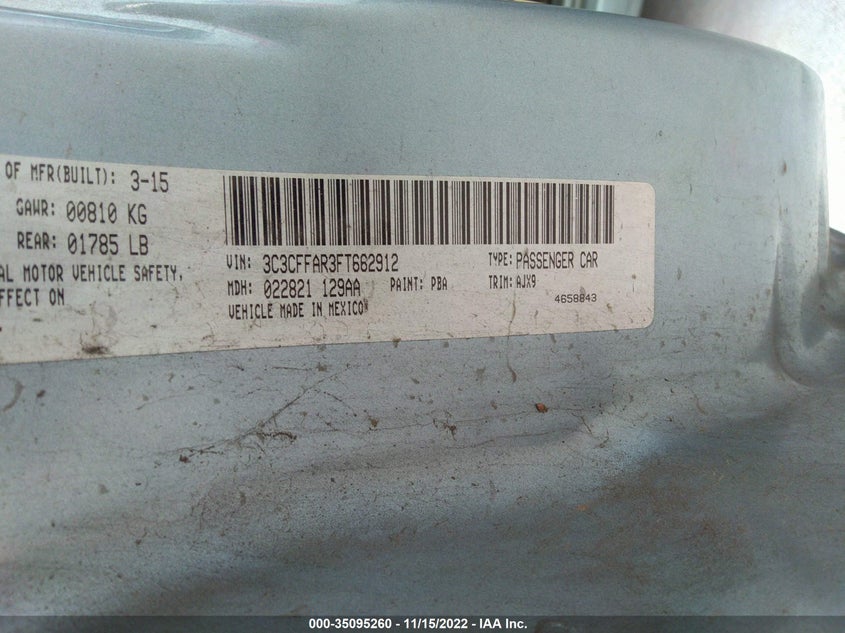 OF MFR(BUILT): 3-15
GAWR: 00810 KG
REAR: 01785 LB
AL MOTOR VEHICLE SAFETY,
EFFECT ON
VIN: 3C3CFFAR3FT662912
TYPE: PASSENGER CAR
MDH: 022821 129AA
PAINT: PBA
TRIM: AJX9
VEHICLE MADE IN MEXICO
4658843
000-35095260 - 11/15/2022 - IAA Inc.